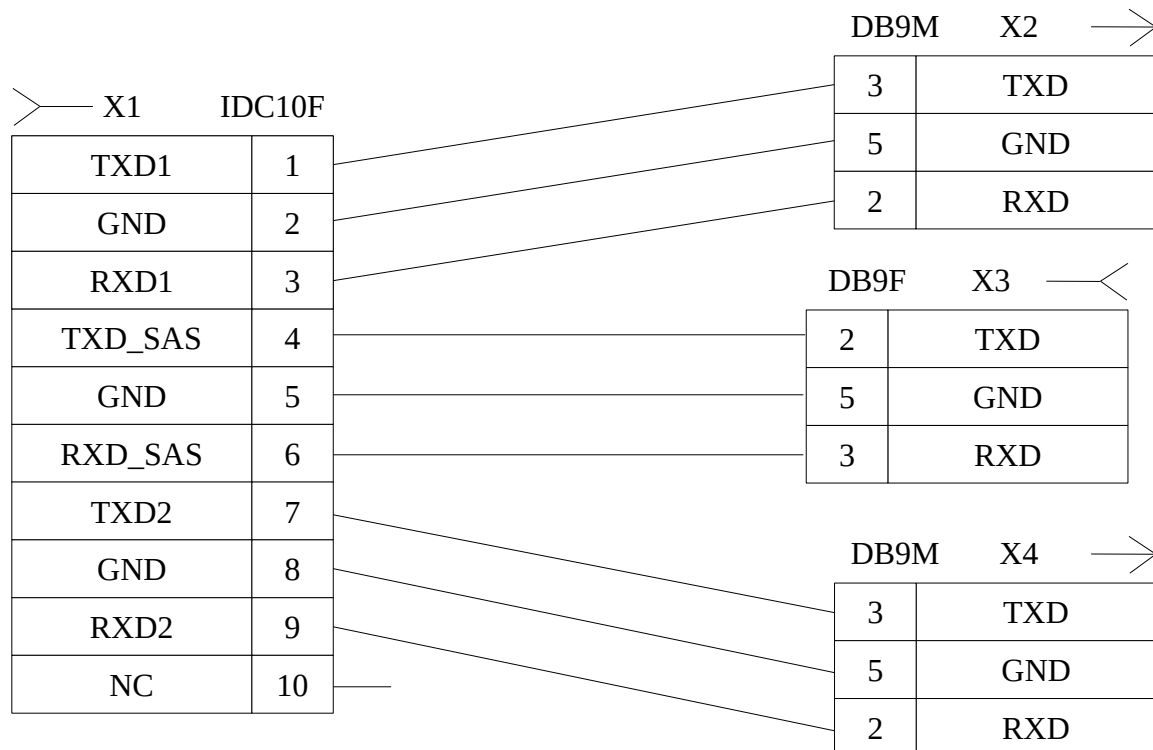 X1 IDC10F
TXD1 1
GND 2
RXD1 3
TXD_SAS 4
GND 5
RXD_SAS 6
TXD2 7
GND 8
RXD2 9
NC 10
DB9M X2
3 TXD
5 GND
2 RXD
DB9F X3
2 TXD
5 GND
3 RXD
DB9M X4
3 TXD
5 GND
2 RXD